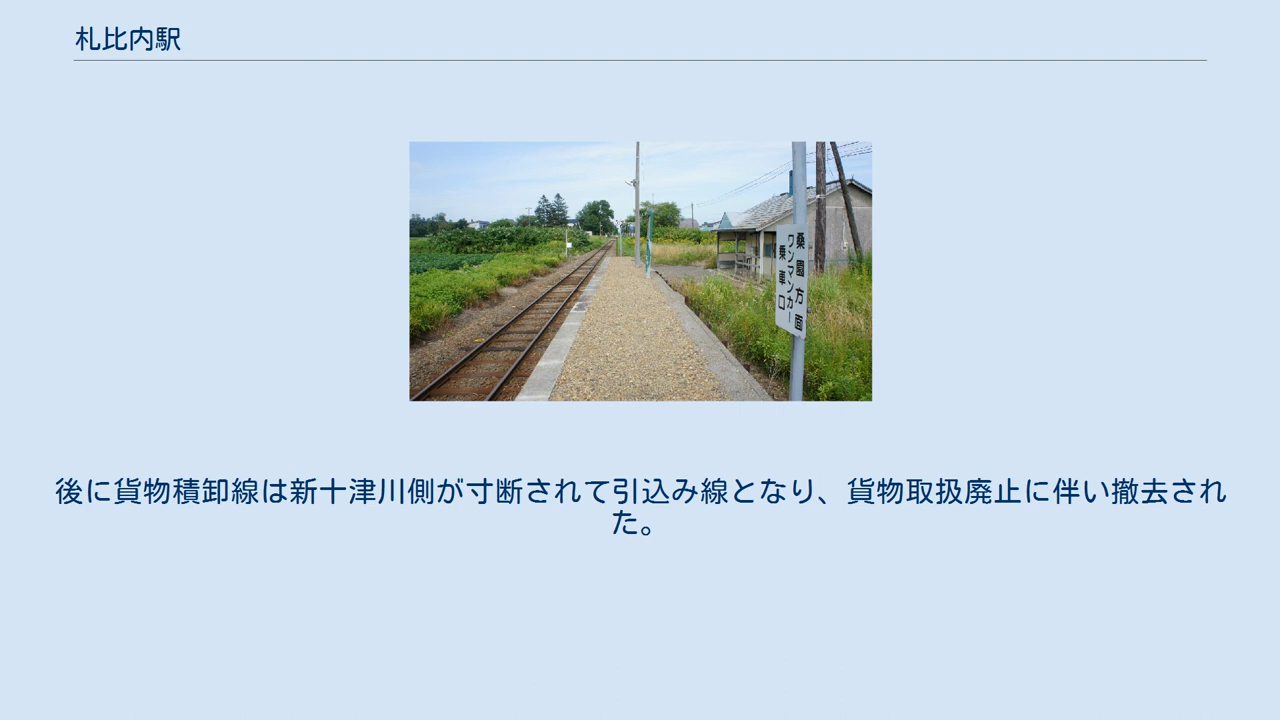 札比内駅
桑園方面
ワンマンカー
乗車口
後に貨物積卸線は新十津川側が寸断されて引込み線となり、貨物取扱廃止に伴い撤去され
た。